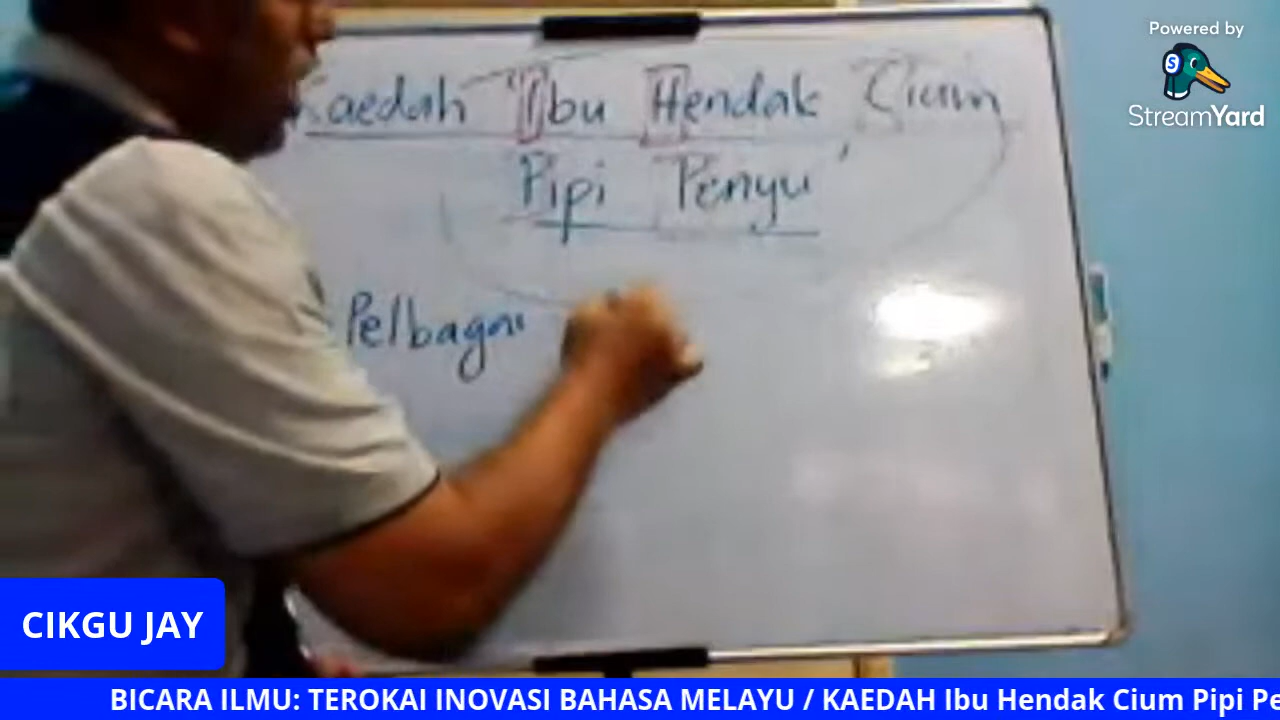 Powered by
StreamYard
Kaedah "Ibu Hendak Cium
Pipi Penyu'
Pelbagai
CIKGU JAY
BICARA ILMU: TEROKAI INOVASI BAHASA MELAYU / KAEDAH Ibu Hendak Cium Pipi Pe